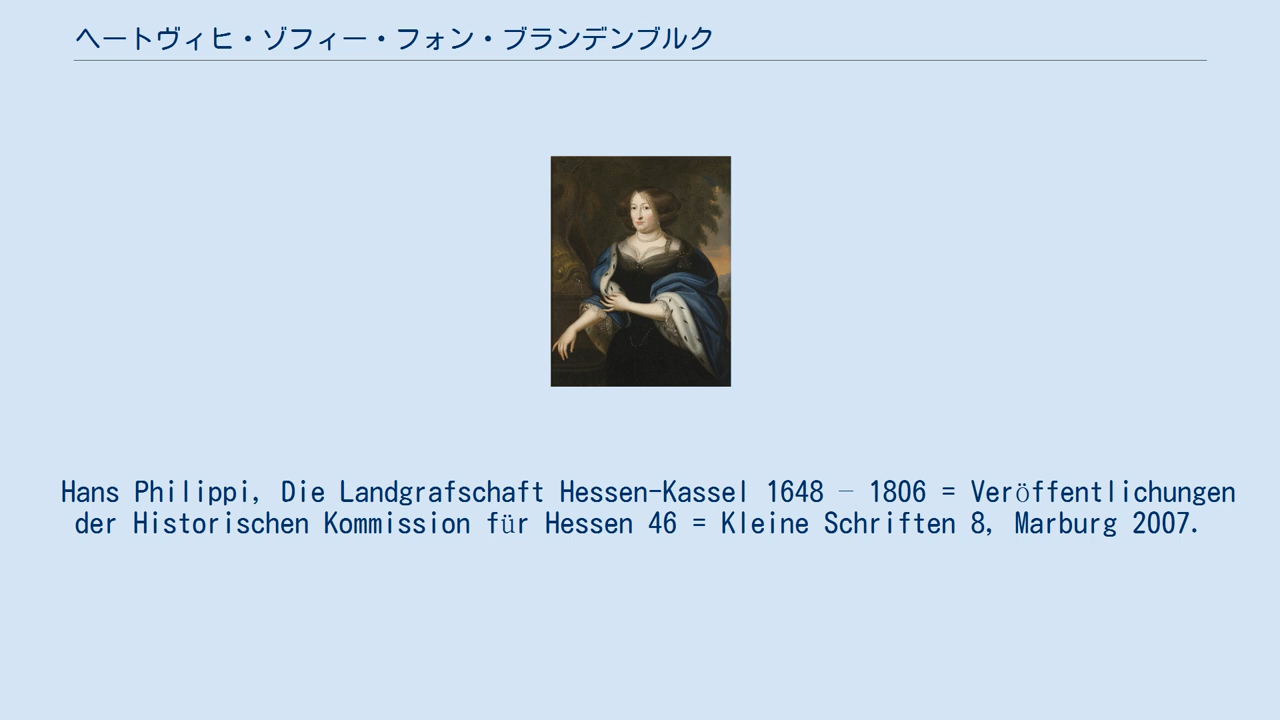 ヘートヴィヒ・ゾフィー・フォン・ブランデンブルク
Hans Philippi, Die Landgrafschaft Hessen-Kassel 1648 – 1806 = Veröffentlichungen
der Historischen Kommission für Hessen 46 = Kleine Schriften 8, Marburg 2007.